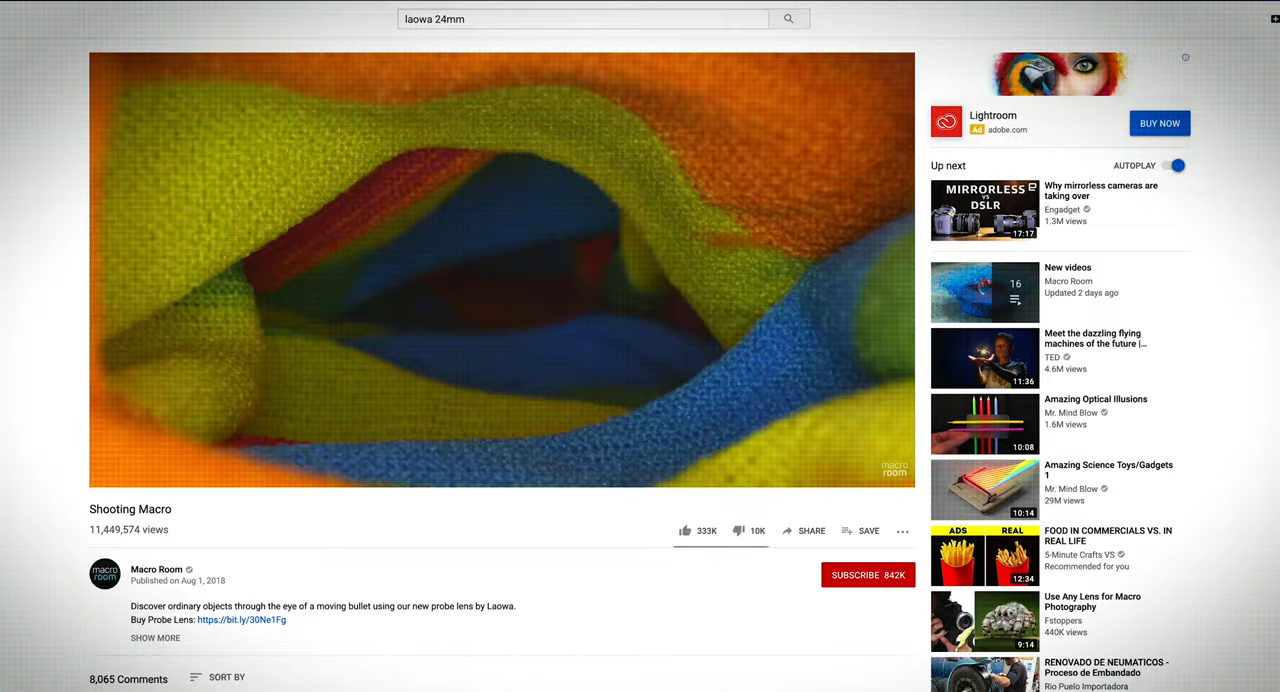 laowa 24mm
macro
room
Shooting Macro
11,449,574 views
333K
10K
SHARE
SAVE
macro
room
Macro Room
Published on Aug 1, 2018
SUBSCRIBE 842K
Discover ordinary objects through the eye of a moving bullet using our new probe lens by Laowa.
Buy Probe Lens: https://bit.ly/30Ne1Fg
SHOW MORE
8,065 Comments
SORT BY
Lightroom
Ad adobe.com
BUY NOW
Up next
AUTOPLAY
MIRRORLESS
VS
DSLR
17:17
Why mirrorless cameras are
taking over
Engadget
1.3M views
16
New videos
Macro Room
Updated 2 days ago
11:36
Meet the dazzling flying
machines of the future |...
TED
4.6M views
10:08
Amazing Optical Illusions
Mr. Mind Blow
1.6M views
10:14
Amazing Science Toys/Gadgets
1
Mr. Mind Blow
29M views
ADS
REAL
12:34
FOOD IN COMMERCIALS VS. IN
REAL LIFE
5-Minute Crafts VS
Recommended for you
9:14
Use Any Lens for Macro
Photography
Fstoppers
440K views
RENOVADO DE NEUMATICOS -
Proceso de Embandado
Rio Puelo Importadora